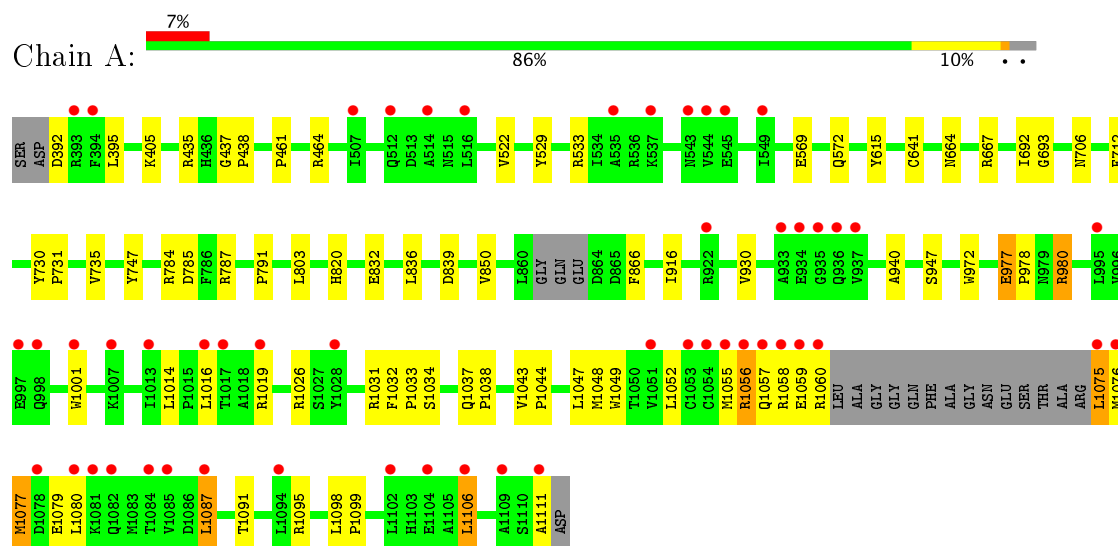 7%
Chain A:
86% 10% • •
SER ASP D392 R393 F394 L395 K405 R435 H436 G437 P438 P461 R464 I507 Q512 D513 A514 N515 L516 V522 Y529 R533 I534 A535 R536 K537 N543 V544 E545 I549 E569 Q572 Y615 C641 N664 R667 I692 G693 N706
Y730 P731 V735 Y747 R784 D785 F786 R787 P791 L803 H820 E832 L836 D839 V850 L860 GLY GLN GLU D864 D865 F866 I916 R922 V930 A933 E934 G935 Q936 V937 A940 S947 W972 E977 P978 N979 R980 L995 V996
E997 Q998 W1001 K1007 I1013 L1014 P1015 L1016 T1017 A1018 R1019 R1026 S1027 Y1028 R1031 F1032 P1033 S1034 Q1037 P1038 V1043 P1044 L1047 M1048 W1049 T1050 V1051 L1052 C1053 C1054 M1055 R1056 Q1057 R1058 E1059 R1060 LEU ALA GLY GLY GLN PHE ALA GLY ASN GLU SER THR ALA ARG L1075 M1076
M1077 D1078 E1079 L1080 K1081 Q1082 M1083 T1084 V1085 D1086 L1087 T1091 L1094 R1095 L1098 P1099 L1102 H1103 E1104 A1105 L1106 A1109 S1110 A1111 ASP